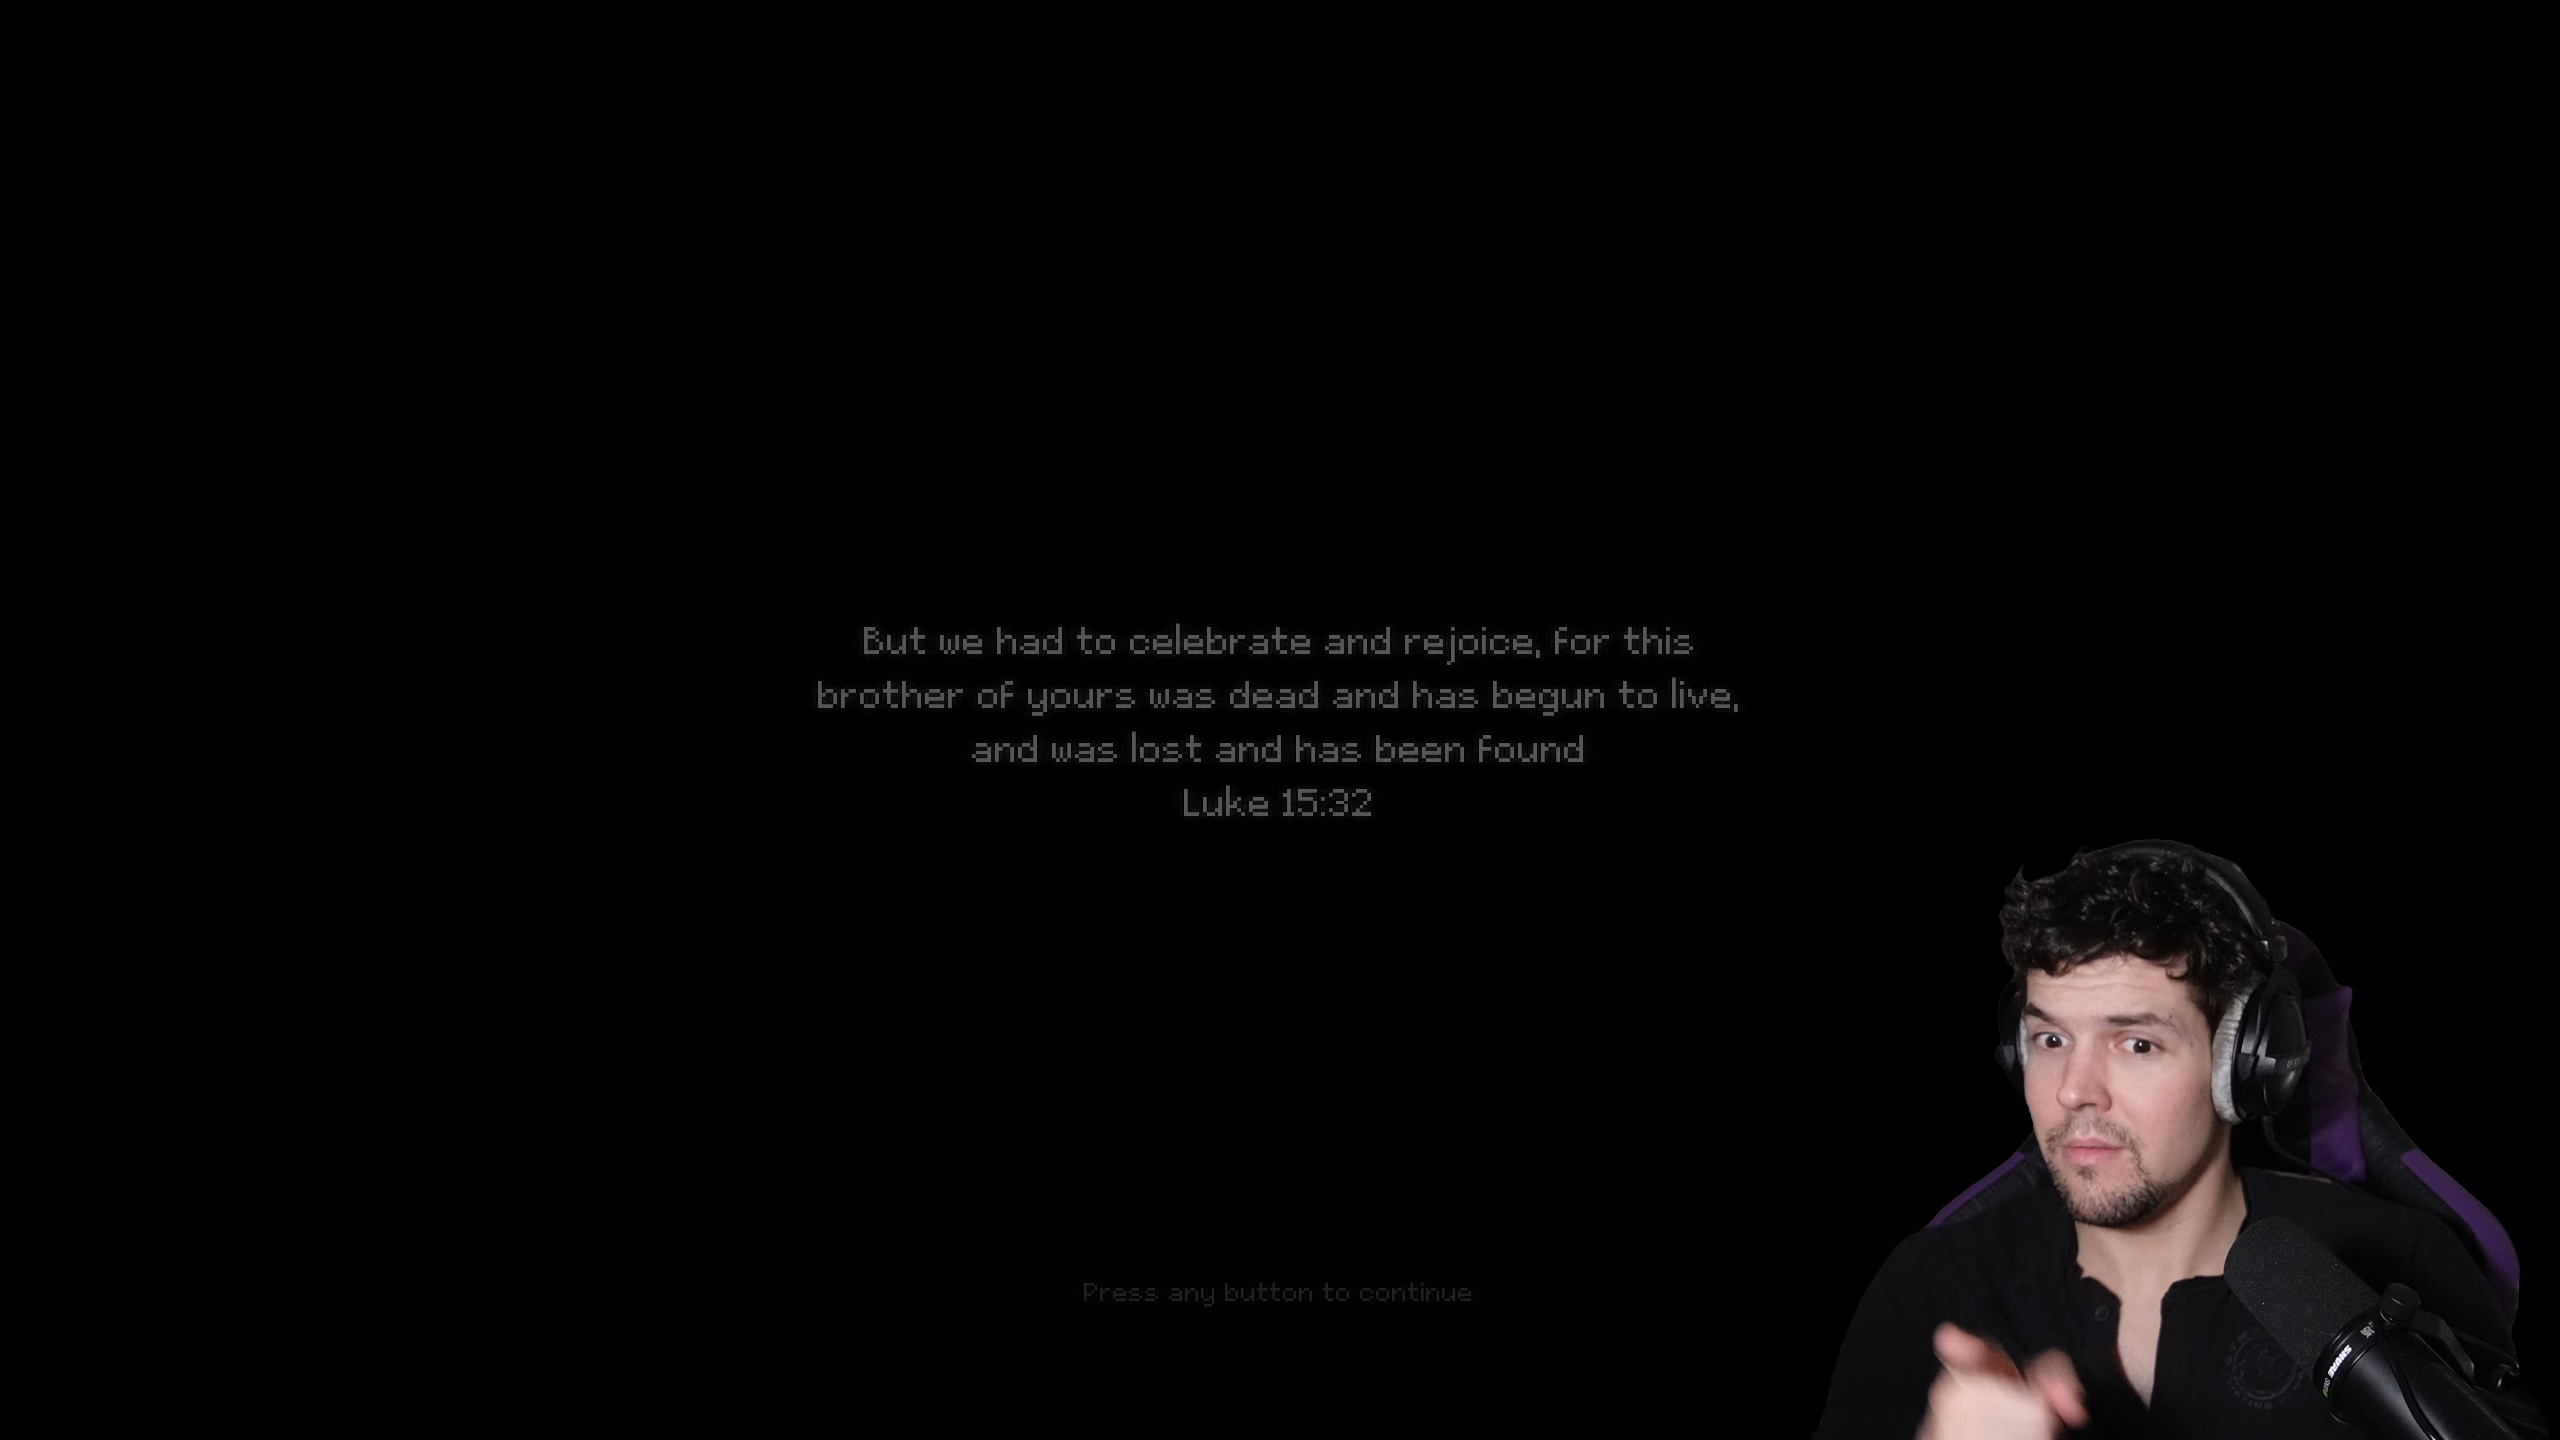 But we had to celebrate and rejoice, for this
brother of yours was dead and has begun to live,
and was lost and has been found
Luke 15:32
Press any button to continue
SHURE